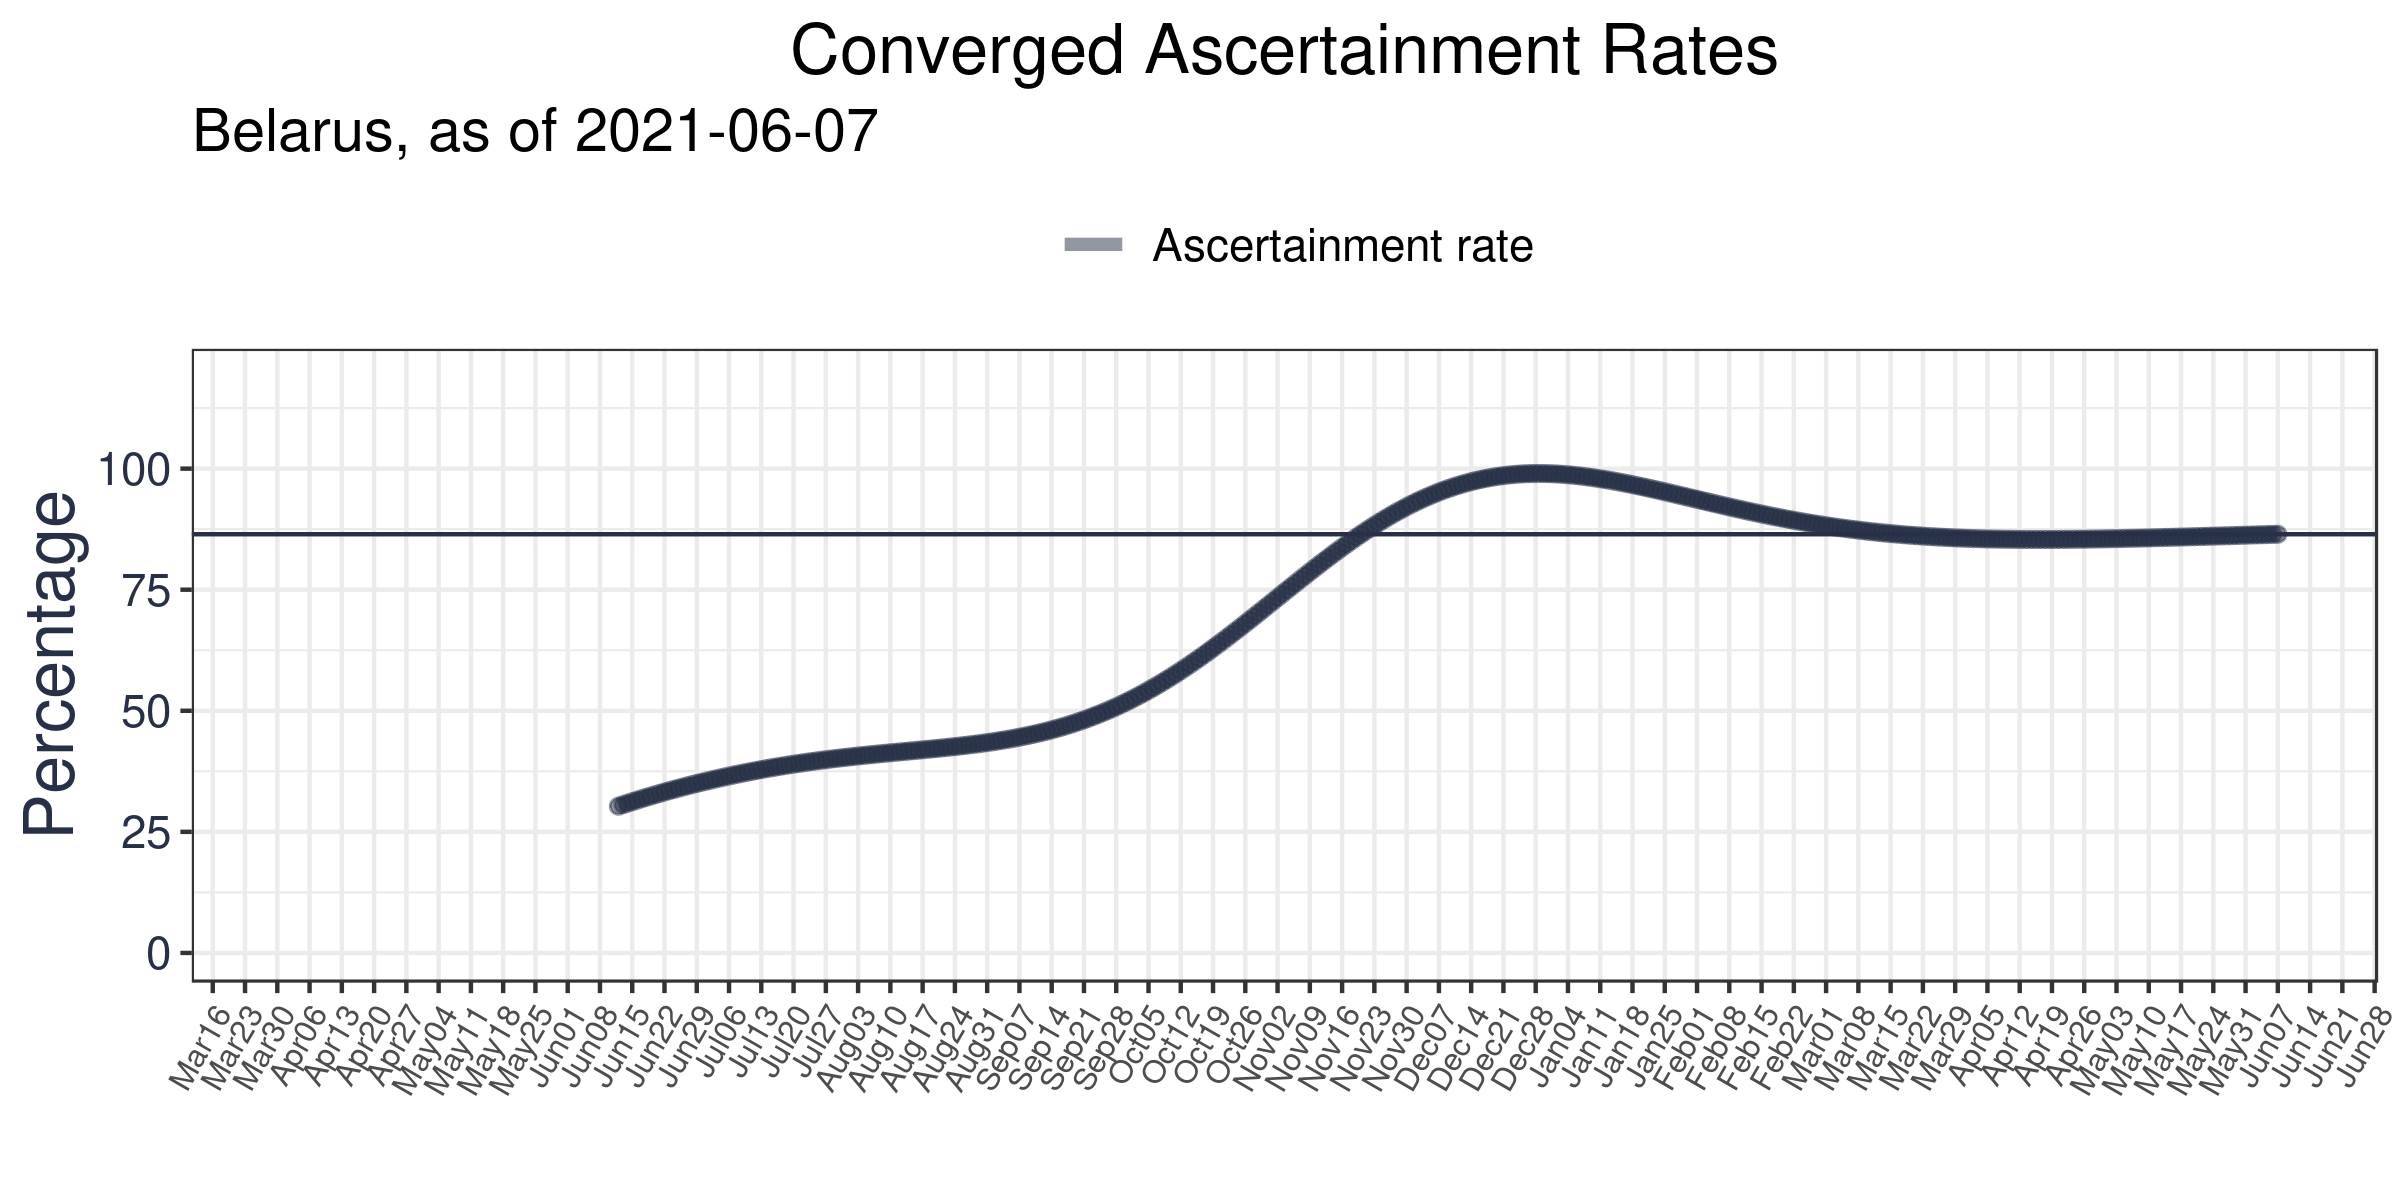 Converged Ascertainment Rates
Belarus, as of 2021-06-07
Ascertainment rate
Percentage
100
75
50
25
0
Mar16 Mar23 Mar30 Apr06 Apr13 Apr20 Apr27 May04 May11 May18 May25 Jun01 Jun08 Jun15 Jun22 Jun29 Jul06 Jul13 Jul20 Jul27 Aug03 Aug10 Aug17 Aug24 Aug31 Sep07 Sep14 Sep21 Sep28 Oct05 Oct12 Oct19 Oct26 Nov02 Nov09 Nov16 Nov23 Nov30 Dec07 Dec14 Dec21 Dec28 Jan04 Jan11 Jan18 Jan25 Feb01 Feb08 Feb15 Feb22 Mar01 Mar08 Mar15 Mar22 Mar29 Apr05 Apr12 Apr19 Apr26 May03 May10 May17 May24 May31 Jun07 Jun14 Jun21 Jun28